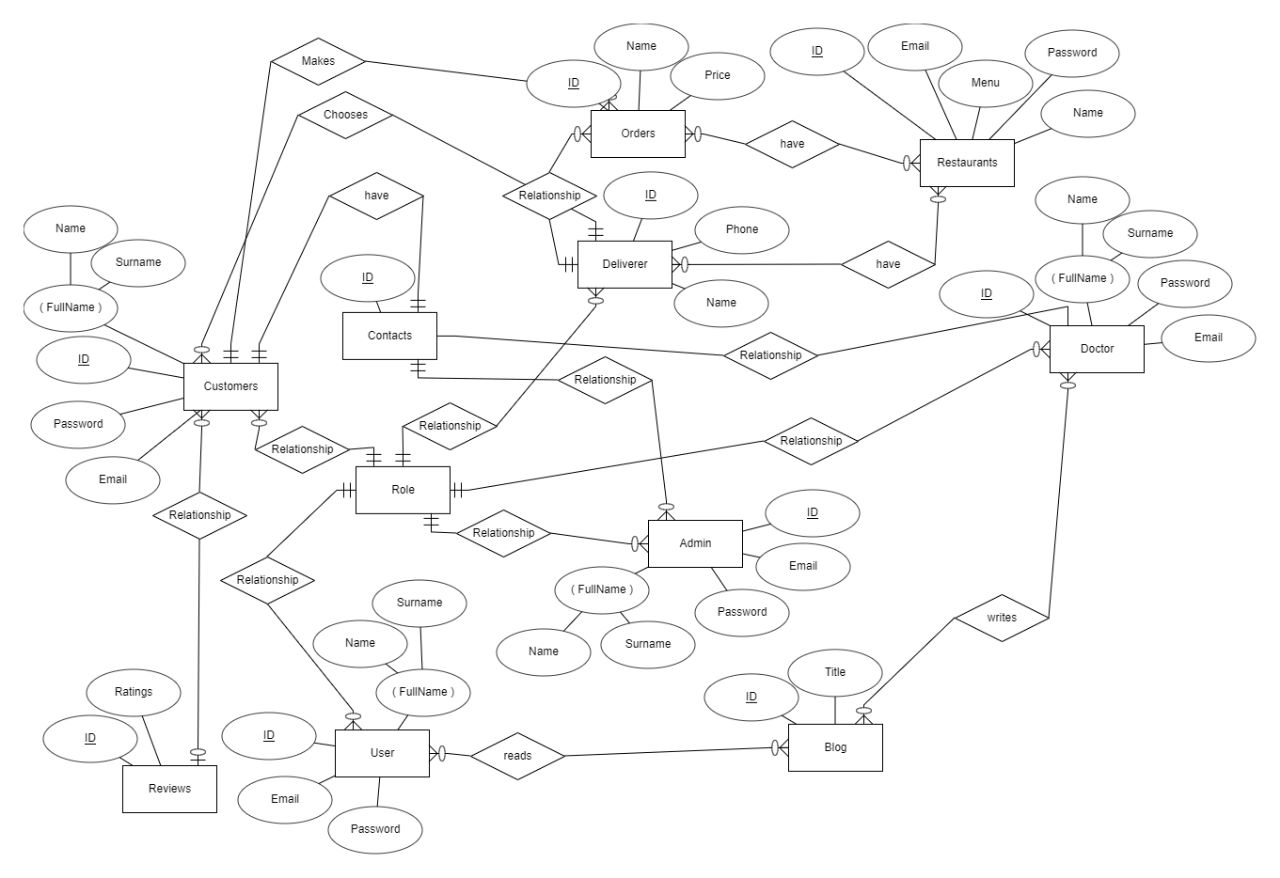 Name
ID
Email
Password
Makes
ID
Price
Menu
Chooses
Name
Orders
have
Restaurants
have
Relationship
ID
Name
Name
Phone
Surname
Surname
Deliverer
have
ID
( FullName )
Password
ID
( FullName )
Name
Contacts
Email
Doctor
ID
Relationship
Relationship
Customers
Password
Relationship
Relationship
Relationship
Email
Role
ID
Relationship
Relationship
Admin
Email
Relationship
( FullName )
Surname
Password
writes
Name
Name
Surname
Title
Ratings
( FullName )
ID
ID
ID
User
reads
Blog
Reviews
Email
Password